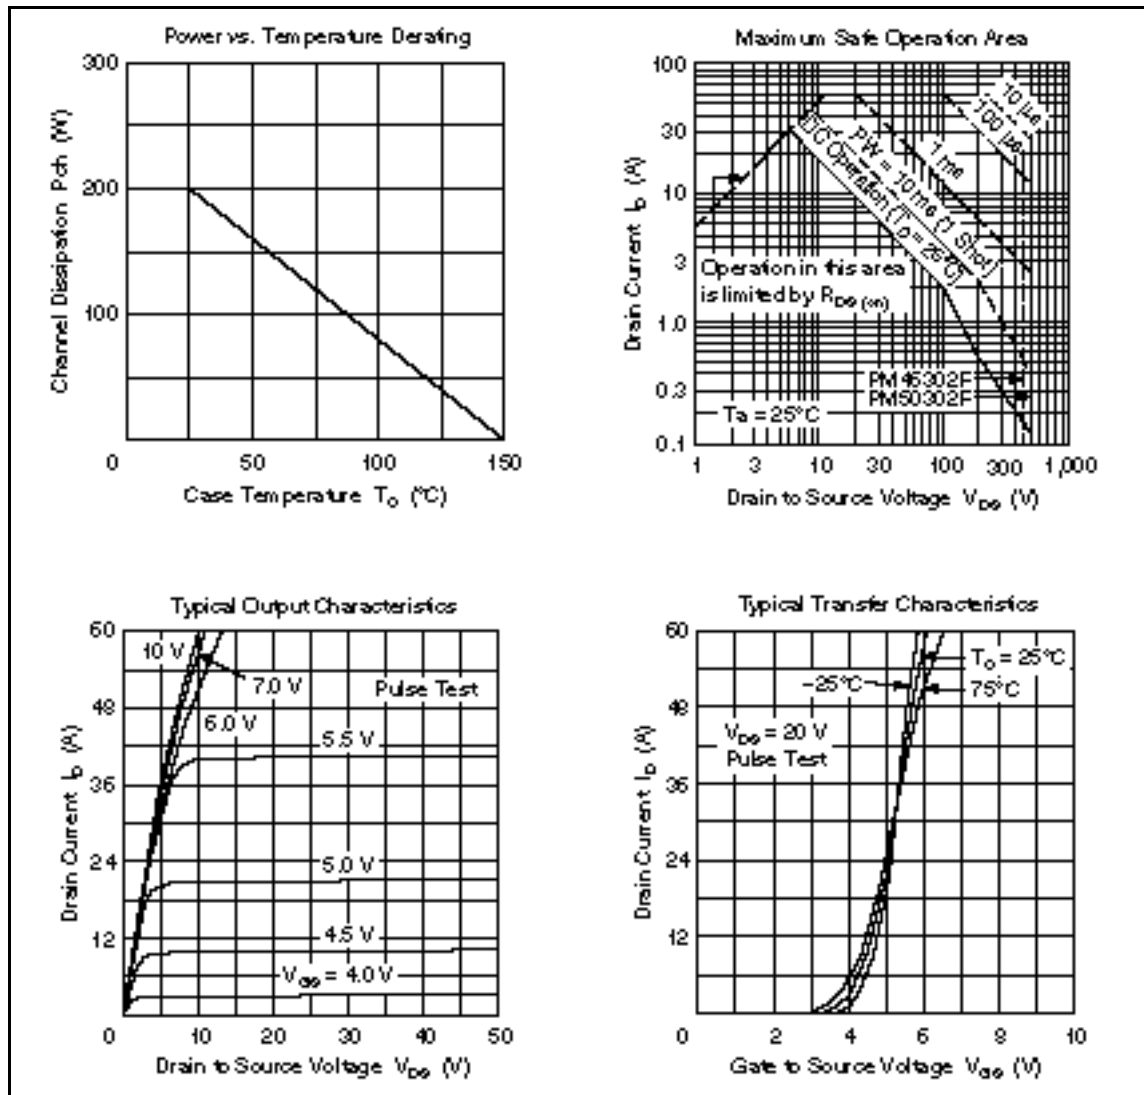 Power vs. Temperature Derating
300
200
100
0
50
100
150
Channel Dissipation Pch (W)
Case Temperature TC (°C)
Maximum Safe Operation Area
100
30
10
3
1.0
0.3
0.1
1
3
10
30
100
300
1,000
Drain Current ID (A)
Drain to Source Voltage VDS (V)
10 µs
100 µs
1 ms
PW = 10 ms (1 Shot)
DC Operation (TC = 25°C)
Operation in this area
is limited by RDS (on)
PM45302F
PM50302F
Ta = 25°C
Typical Output Characteristics
60
48
36
24
12
0
10
20
30
40
50
Drain Current ID (A)
Drain to Source Voltage VDS (V)
10 V
7.0 V
6.0 V
Pulse Test
5.5 V
5.0 V
4.5 V
VGS = 4.0 V
Typical Transfer Characteristics
60
48
36
24
12
0
2
4
6
8
10
Drain Current ID (A)
Gate to Source Voltage VGS (V)
TC = 25°C
–25°C
75°C
VDS = 20 V
Pulse Test